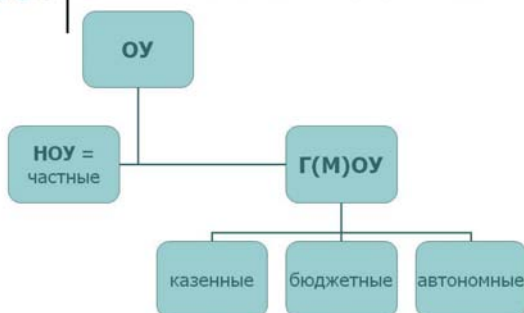 ОУ
НОУ =
частные
Г(М)ОУ
казенные
бюджетные
автономные